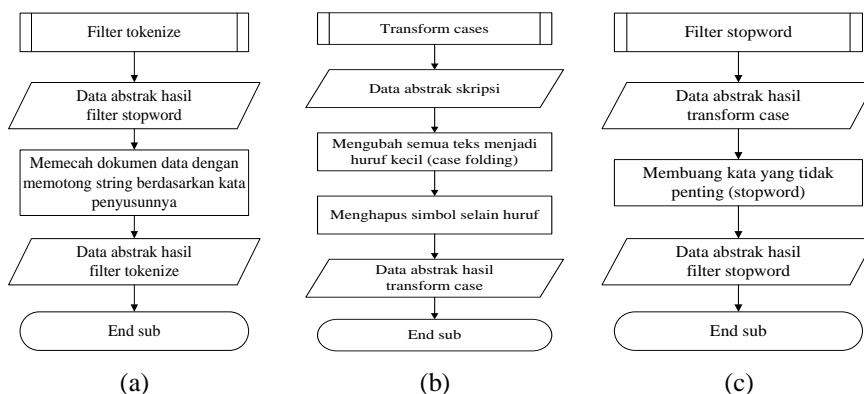 Filter tokenize
Data abstrak hasil
filter stopword
Memecah dokumen data dengan
memotong string berdasarkan kata
penyusunnya
Data abstrak hasil
filter tokenize
End sub
(a)
Transform cases
Data abstrak skripsi
Mengubah semua teks menjadi
huruf kecil (case folding)
Menghapus simbol selain huruf
Data abstrak hasil
transform case
End sub
(b)
Filter stopword
Data abstrak hasil
transform case
Membuang kata yang tidak
penting (stopword)
Data abstrak hasil
filter stopword
End sub
(c)